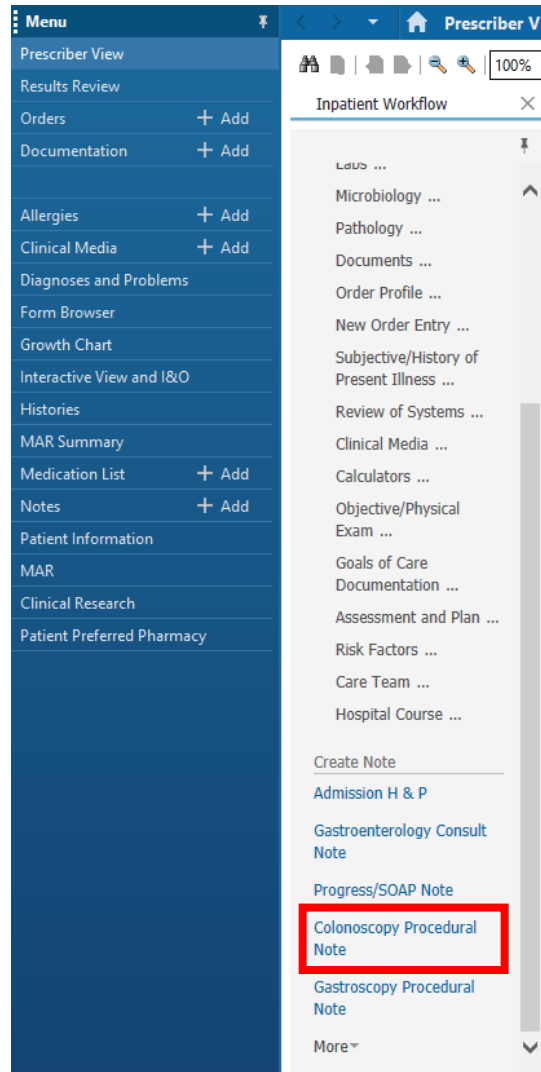 Menu
Prescriber View
Results Review
Orders + Add
Documentation + Add
Allergies + Add
Clinical Media + Add
Diagnoses and Problems
Form Browser
Growth Chart
Interactive View and I&O
Histories
MAR Summary
Medication List + Add
Notes + Add
Patient Information
MAR
Clinical Research
Patient Preferred Pharmacy
Prescriber V
100%
Inpatient Workflow
Labs ...
Microbiology ...
Pathology ...
Documents ...
Order Profile ...
New Order Entry ...
Subjective/History of
Present Illness ...
Review of Systems ...
Clinical Media ...
Calculators ...
Objective/Physical
Exam ...
Goals of Care
Documentation ...
Assessment and Plan ...
Risk Factors ...
Care Team ...
Hospital Course ...
Create Note
Admission H & P
Gastroenterology Consult
Note
Progress/SOAP Note
Colonoscopy Procedural
Note
Gastroscopy Procedural
Note
More